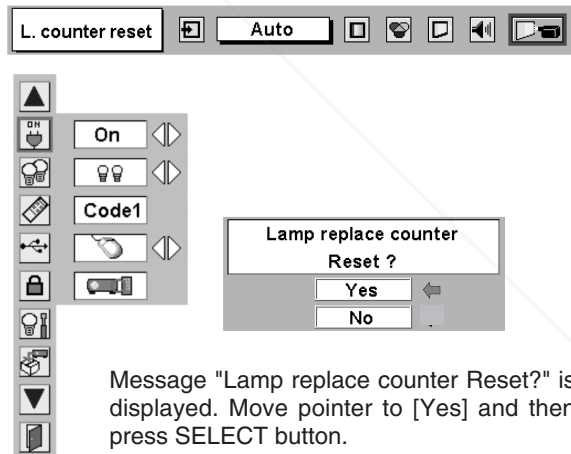 L. counter reset
Auto
ON
On
Code1
Lamp replace counter
Reset ?
Yes
No
Message "Lamp replace counter Reset?" is
displayed. Move pointer to [Yes] and then
press SELECT button.